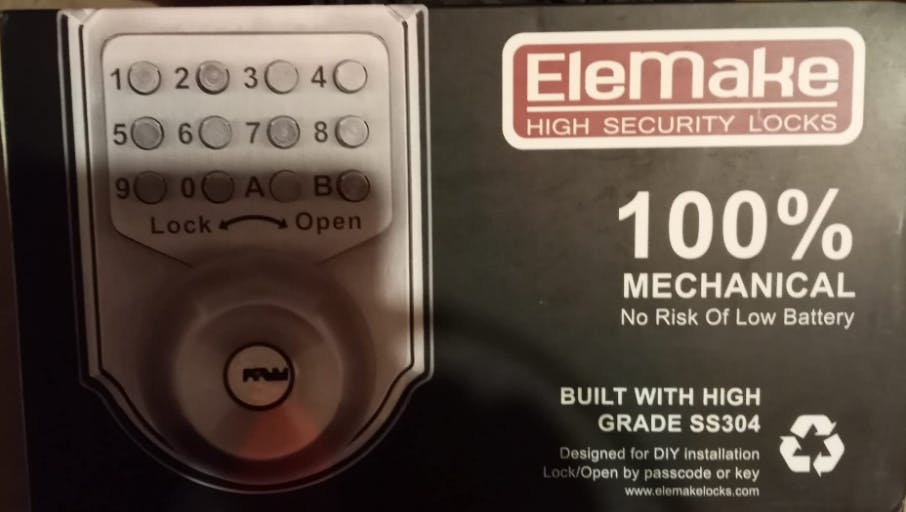 1 2 3 4
5 6 7 8
9 0 A B
Lock Open
EleMake
HIGH SECURITY LOCKS
100%
MECHANICAL
No Risk Of Low Battery
BUILT WITH HIGH
GRADE SS304
Designed for DIY installation
Lock/Open by passcode or key
www.elemakelocks.com